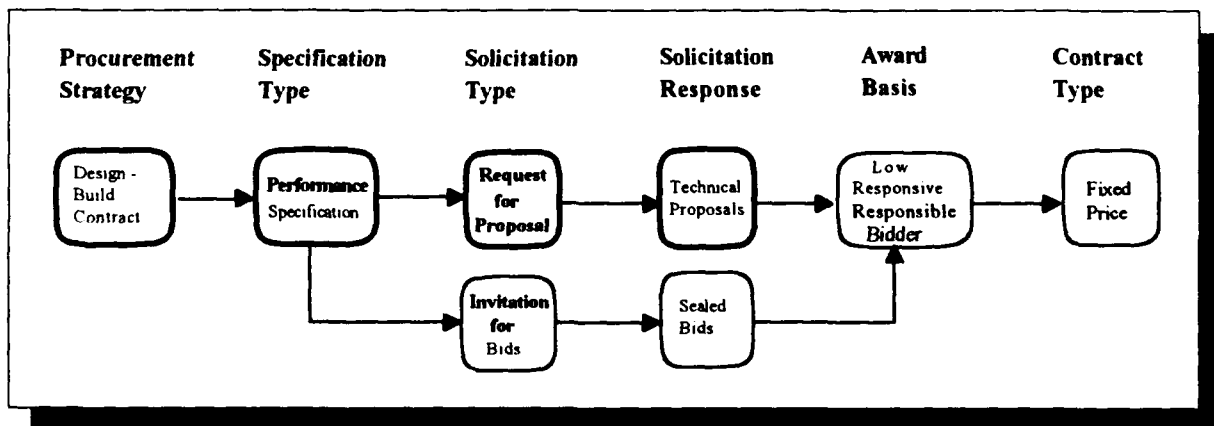 Procurement
Strategy
Specification
Type
Solicitation
Type
Solicitation
Response
Award
Basis
Contract
Type
Design -
Build
Contract
Performance
Specification
Request
for
Proposal
Technical
Proposals
Low
Responsive
Responsible
Bidder
Fixed
Price
Invitation
for
Bids
Sealed
Bids